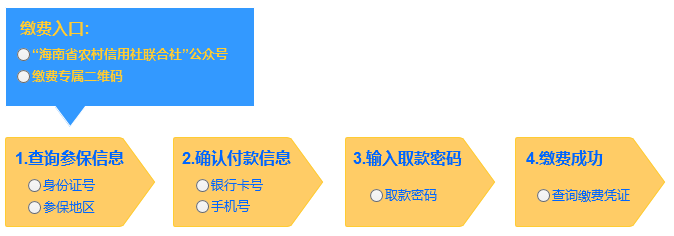 缴费入口:
“海南省农村信用社联合社”公众号
缴费专属二维码
1.查询参保信息
身份证号
参保地区
2.确认付款信息
银行卡号
手机号
3.输入取款密码
取款密码
4.缴费成功
查询缴费凭证